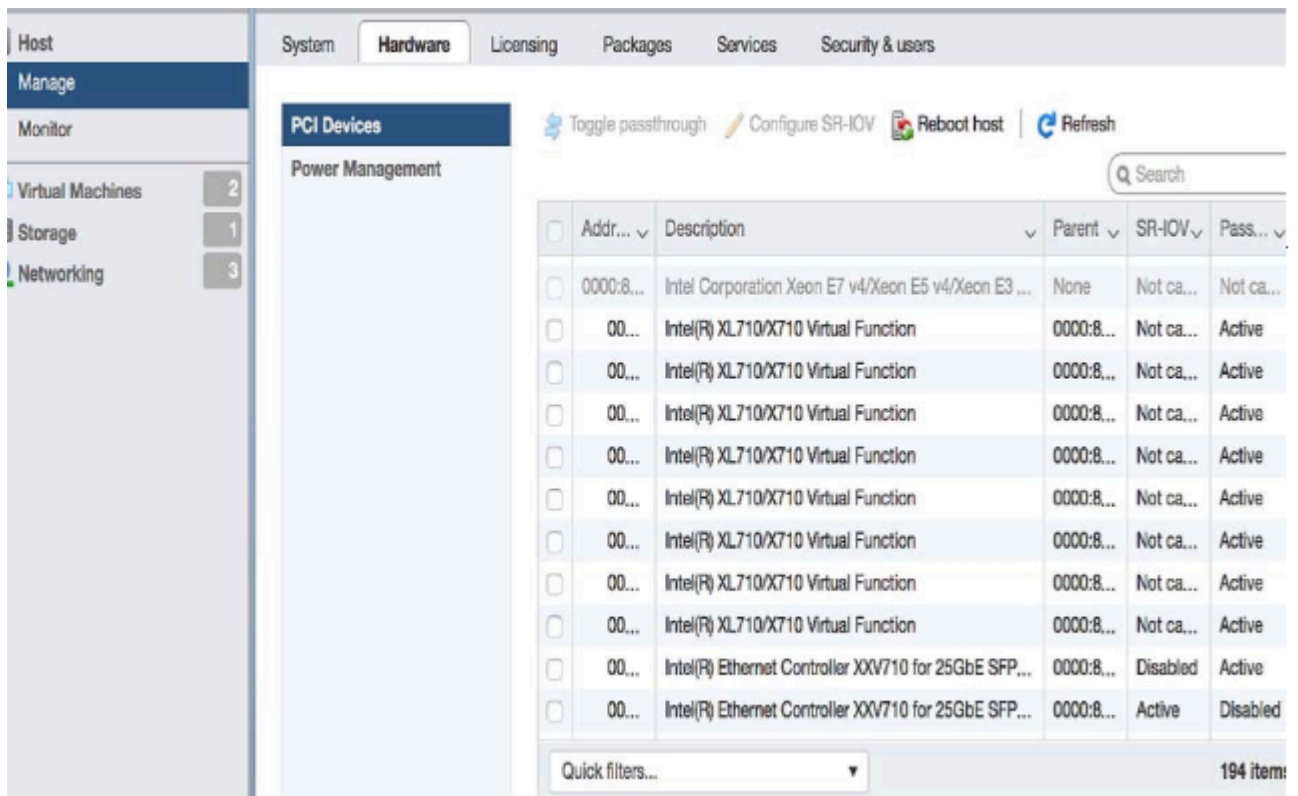 Host
System Hardware Licensing Packages Services Security & users
Manage
Monitor
PCI Devices
Toggle passthrough Configure SR-IOV Reboot host Refresh
Power Management
Search
Virtual Machines 2
Storage 1
Networking 3
Addr... Description Parent SR-IOV Pass...
0000:8... Intel Corporation Xeon E7 v4/Xeon E5 v4/Xeon E3 ... None Not ca... Not ca...
00... Intel(R) XL710/X710 Virtual Function 0000:8... Not ca... Active
00... Intel(R) XL710/X710 Virtual Function 0000:8... Not ca... Active
00... Intel(R) XL710/X710 Virtual Function 0000:8... Not ca... Active
00... Intel(R) XL710/X710 Virtual Function 0000:8... Not ca... Active
00... Intel(R) XL710/X710 Virtual Function 0000:8... Not ca... Active
00... Intel(R) XL710/X710 Virtual Function 0000:8... Not ca... Active
00... Intel(R) XL710/X710 Virtual Function 0000:8... Not ca... Active
00... Intel(R) XL710/X710 Virtual Function 0000:8... Not ca... Active
00... Intel(R) Ethernet Controller XXV710 for 25GbE SFP... 0000:8... Disabled Active
00... Intel(R) Ethernet Controller XXV710 for 25GbE SFP... 0000:8... Active Disabled
Quick filters... 194 items